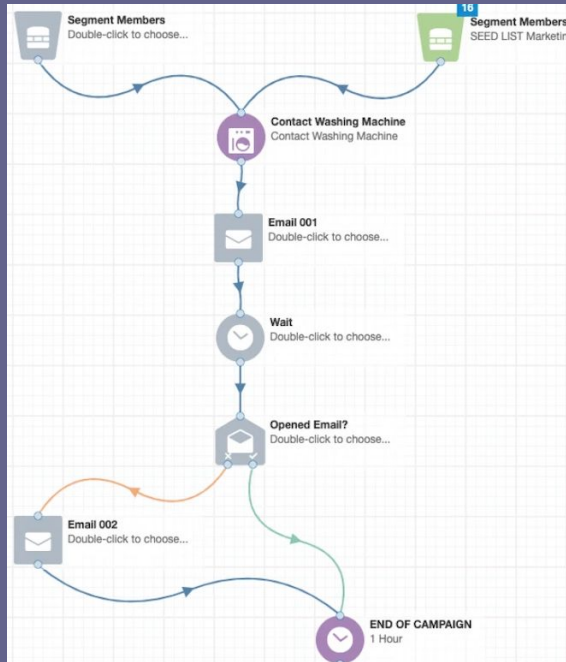 Segment Members
Double-click to choose...
16
Segment Members
SEED LIST Marketin
Contact Washing Machine
Contact Washing Machine
Email 001
Double-click to choose...
Wait
Double-click to choose...
Opened Email?
Double-click to choose...
Email 002
Double-click to choose...
END OF CAMPAIGN
1 Hour